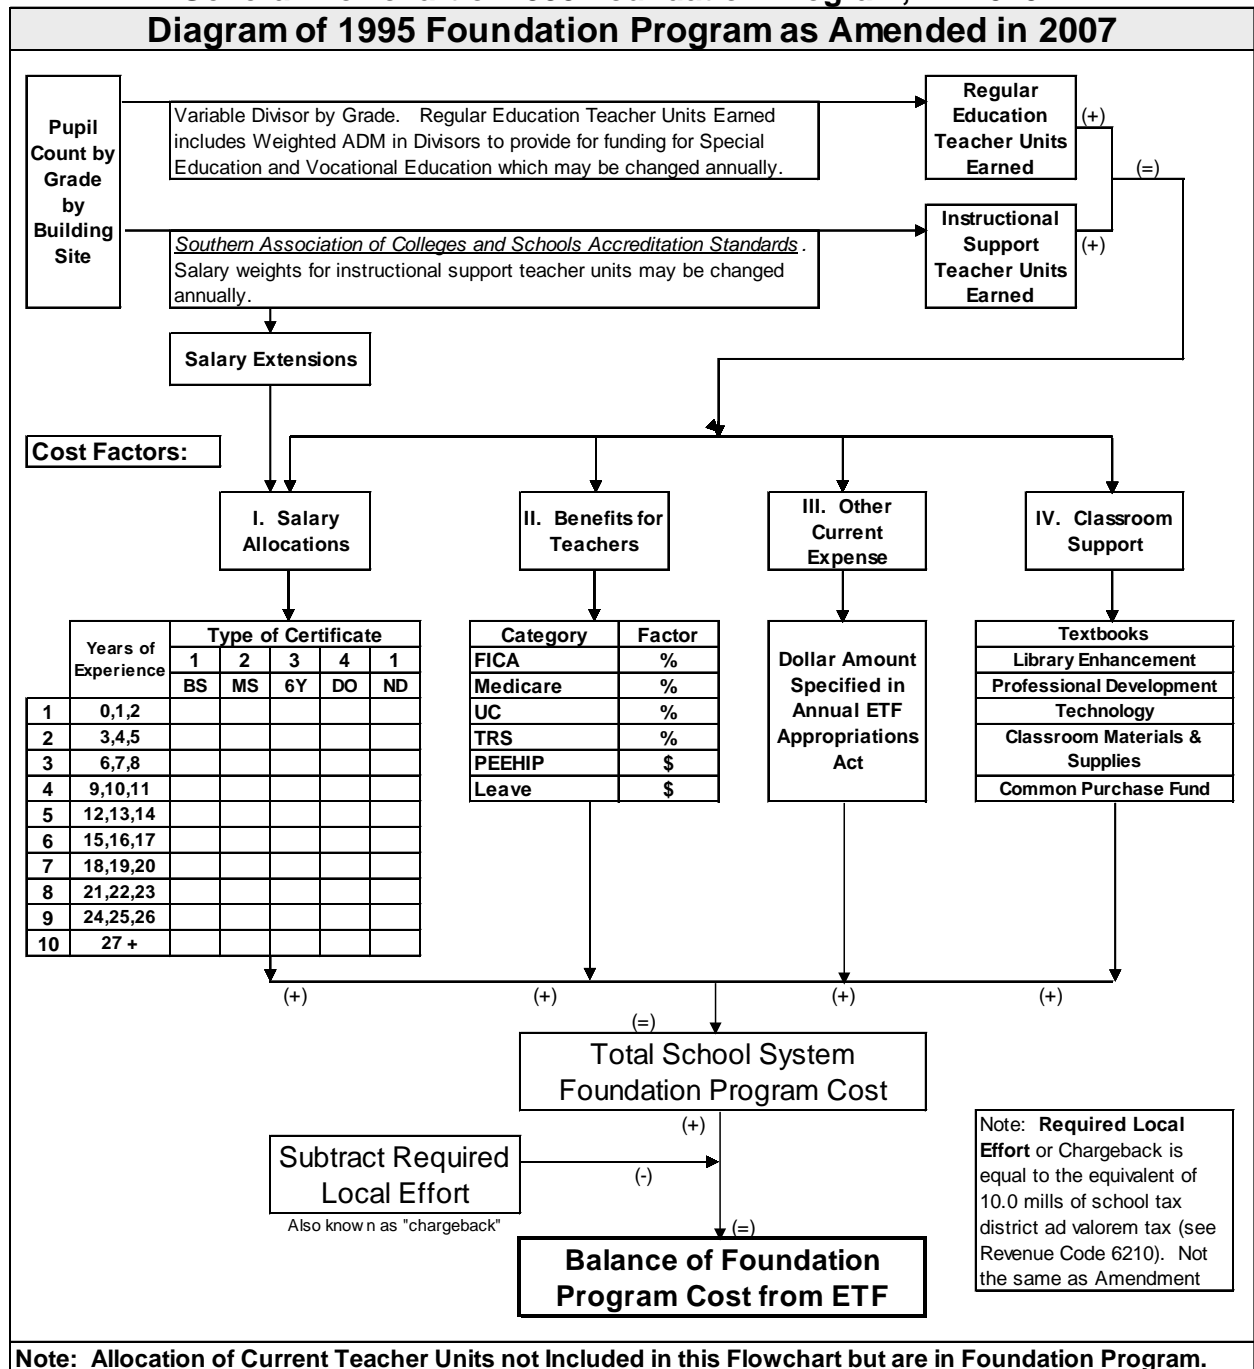 Diagram of 1995 Foundation Program as Amended in 2007
Pupil
Count by
Grade
by
Building
Site
Variable Divisor by Grade. Regular Education Teacher Units Earned
includes Weighted ADM in Divisors to provide for funding for Special
Education and Vocational Education which may be changed annually.
Regular
Education
Teacher Units
Earned
(+)
(=)
Southern Association of Colleges and Schools Accreditation Standards.
Salary weights for instructional support teacher units may be changed
annually.
Instructional
Support
Teacher Units
Earned
(+)
Salary Extensions
Cost Factors:
I. Salary
Allocations
II. Benefits for
Teachers
III. Other
Current
Expense
IV. Classroom
Support
Years of
Experience
Type of Certificate
1 2 3 4 1
BS MS 6Y DO ND
1 0,1,2
2 3,4,5
3 6,7,8
4 9,10,11
5 12,13,14
6 15,16,17
7 18,19,20
8 21,22,23
9 24,25,26
10 27 +
Category Factor
FICA %
Medicare %
UC %
TRS %
PEEHIP $
Leave $
Dollar Amount
Specified in
Annual ETF
Appropriations
Act
Textbooks
Library Enhancement
Professional Development
Technology
Classroom Materials &
Supplies
Common Purchase Fund
(+) (+) (+) (+)
(=)
Total School System
Foundation Program Cost
(+)
Subtract Required
Local Effort
(-)
Also known as "chargeback"
(=)
Balance of Foundation
Program Cost from ETF
Note: Required Local
Effort or Chargeback is
equal to the equivalent of
10.0 mills of school tax
district ad valorem tax (see
Revenue Code 6210). Not
the same as Amendment
Note: Allocation of Current Teacher Units not Included in this Flowchart but are in Foundation Program.